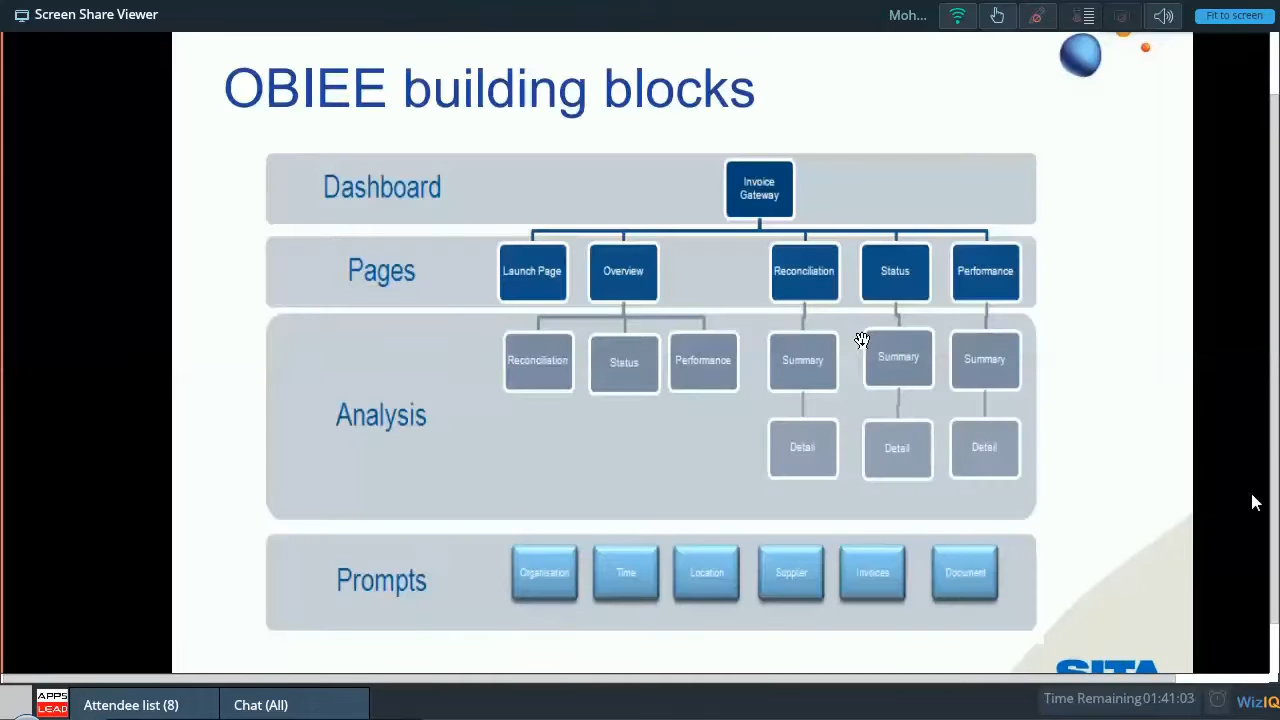 Screen Share Viewer
Moh...
Fit to screen
OBIEE building blocks
Dashboard
Invoice
Gateway
Pages
Launch Page
Overview
Reconciliation
Status
Performance
Analysis
Reconciliation
Status
Performance
Summary
Summary
Summary
Detail
Detail
Detail
Prompts
Organisation
Time
Location
Supplier
Invoices
Document
SITA
APPS
LEAD
Attendee list (8)
Chat (All)
Time Remaining 01:41:03
WizIQ